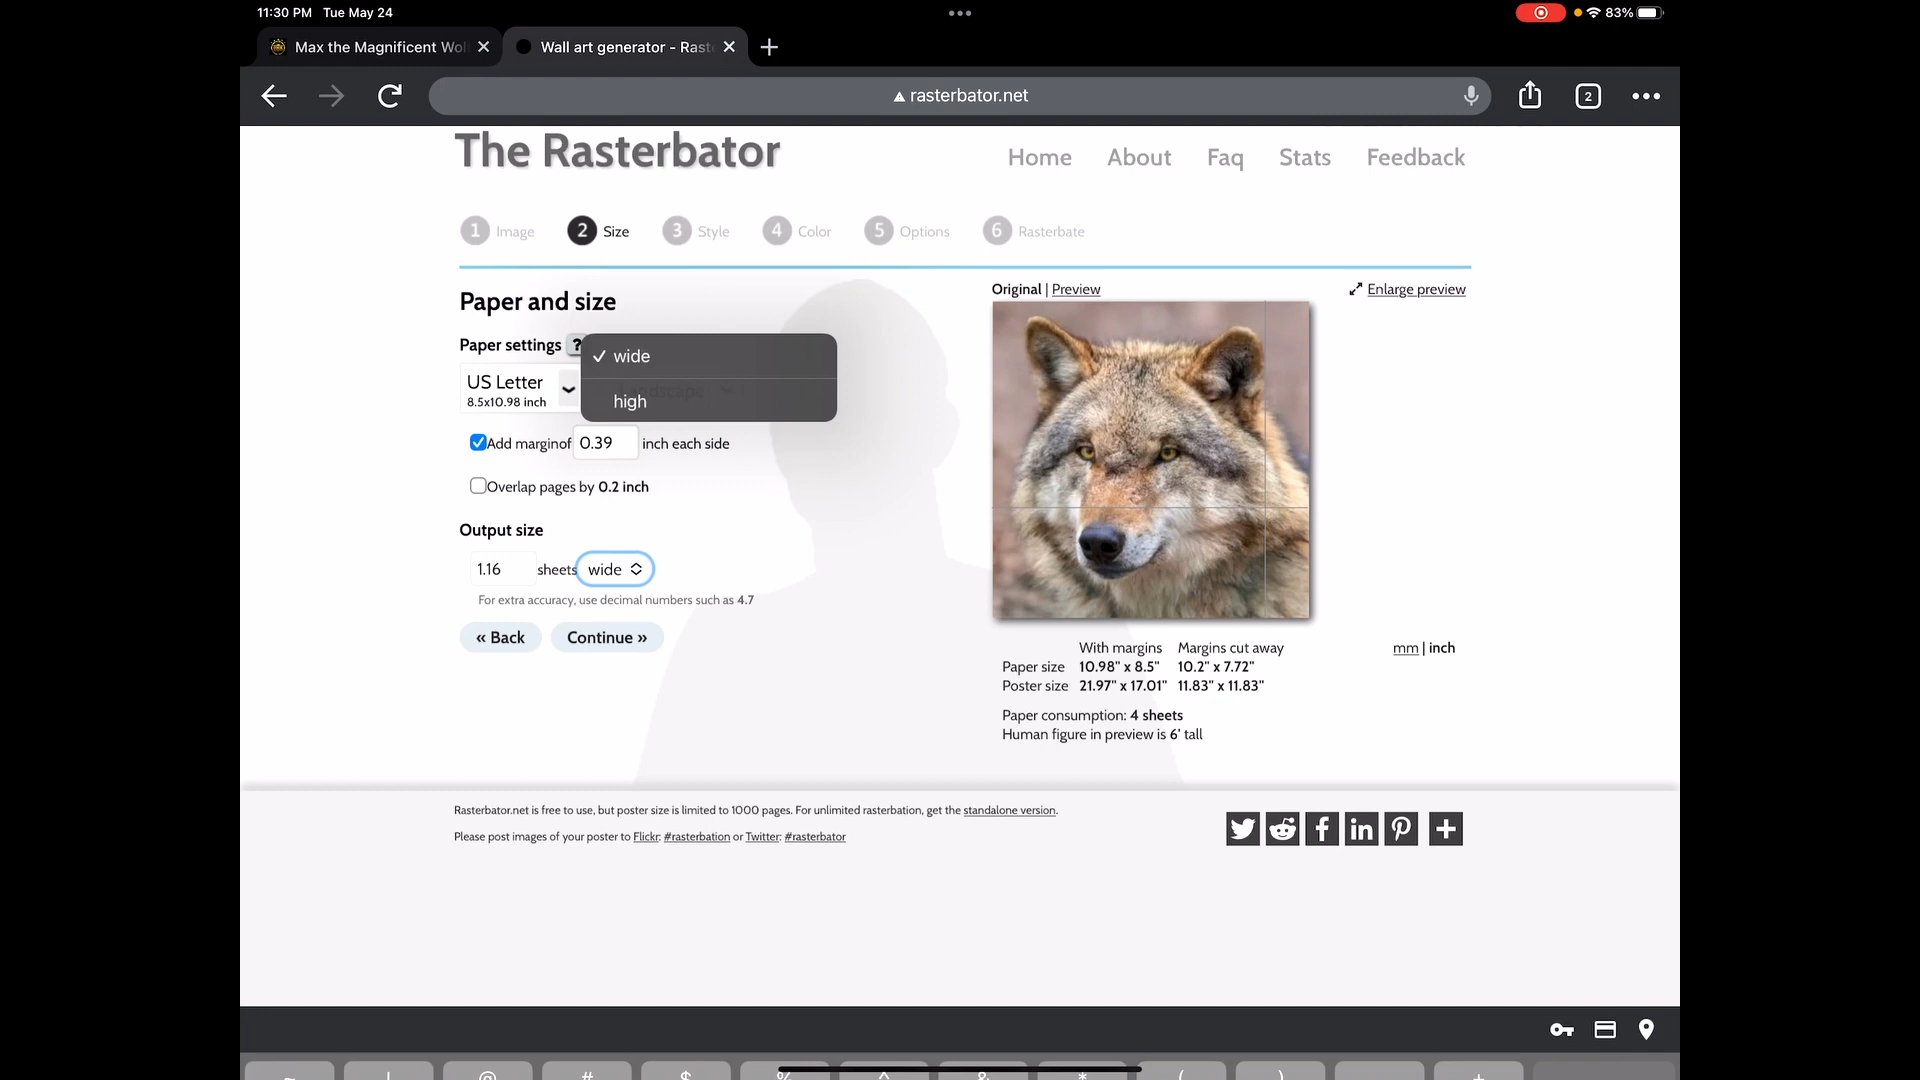 11:30 PM Tue May 24
83%
Max the Magnificent Wol
Wall art generator - Rast
rasterbator.net
2
The Rasterbator
Home About Faq Stats Feedback
1 Image 2 Size 3 Style 4 Color 5 Options 6 Rasterbate
Paper and size
Original | Preview
Enlarge preview
Paper settings ?
wide
US Letter
8.5x10.98 inch
Landscape
high
Add margin of 0.39 inch each side
Overlap pages by 0.2 inch
Output size
1.16 sheets wide
For extra accuracy, use decimal numbers such as 4.7
« Back Continue »
With margins Margins cut away
mm | inch
Paper size 10.98" x 8.5" 10.2" x 7.72"
Poster size 21.97" x 17.01" 11.83" x 11.83"
Paper consumption: 4 sheets
Human figure in preview is 6' tall
Rasterbator.net is free to use, but poster size is limited to 1000 pages. For unlimited rasterbation, get the standalone version.
Please post images of your poster to Flickr: #rasterbation or Twitter: #rasterbator